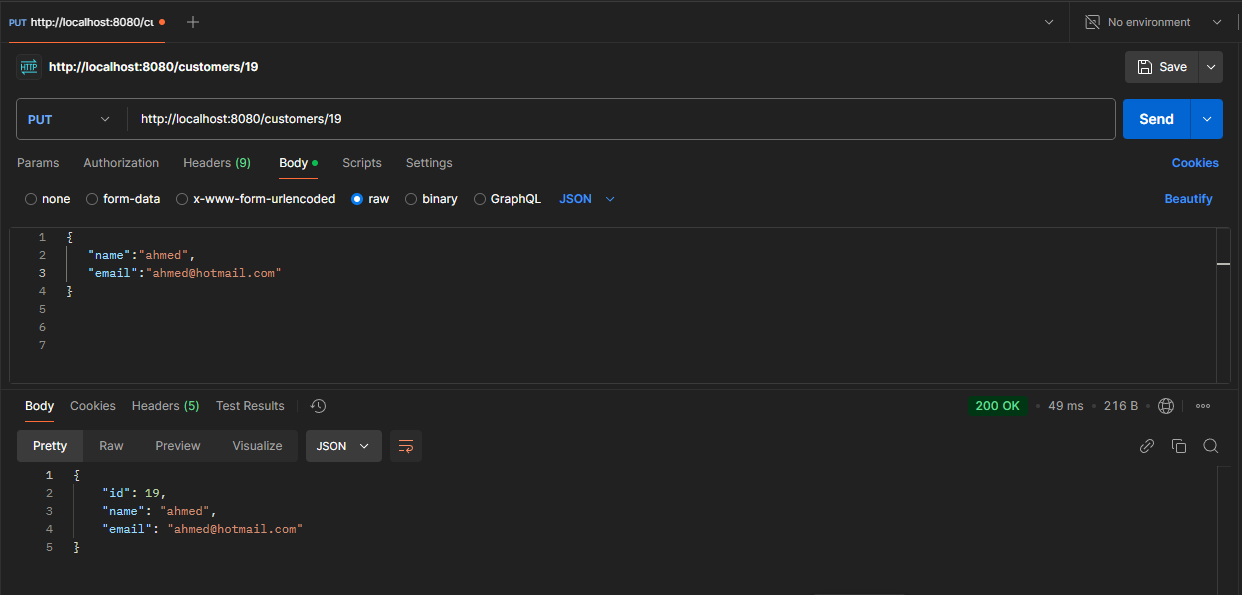 PUT http://localhost:8080/cu
No environment
HTTP http://localhost:8080/customers/19
Save
PUT http://localhost:8080/customers/19
Send
Params Authorization Headers (9) Body Scripts Settings Cookies
none form-data x-www-form-urlencoded raw binary GraphQL JSON Beautify
1 {
2 "name":"ahmed",
3 "email":"ahmed@hotmail.com"
4 }
5
6
7
Body Cookies Headers (5) Test Results 200 OK • 49 ms • 216 B
Pretty Raw Preview Visualize JSON
1 {
2 "id": 19,
3 "name": "ahmed",
4 "email": "ahmed@hotmail.com"
5 }